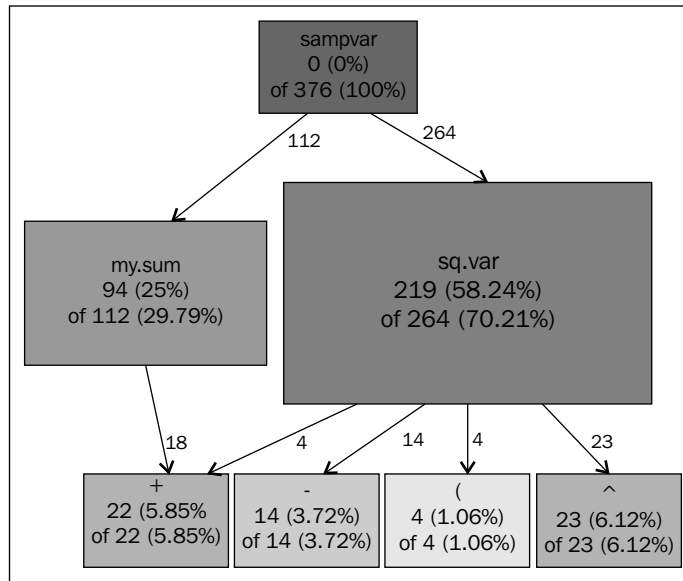 sampvar
0 (0%)
of 376 (100%)
112
264
my.sum
94 (25%)
of 112 (29.79%)
sq.var
219 (58.24%)
of 264 (70.21%)
18
4
14
4
23
+
22 (5.85%
of 22 (5.85%)
-
14 (3.72%)
of 14 (3.72%)
(
4 (1.06%)
of 4 (1.06%)
^
23 (6.12%)
of 23 (6.12%)